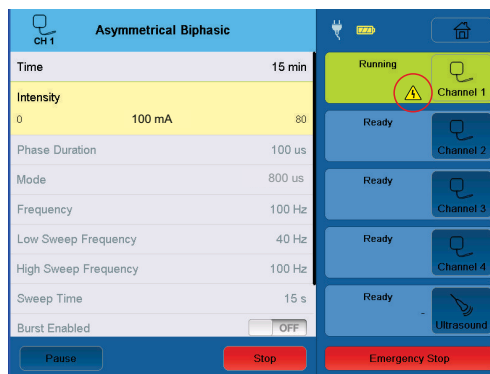 CH 1
Asymmetrical Biphasic
Time 15 min
Intensity
0 100 mA 80
Phase Duration 100 us
Mode 800 us
Frequency 100 Hz
Low Sweep Frequency 40 Hz
High Sweep Frequency 100 Hz
Sweep Time 15 s
Burst Enabled OFF
Pause Stop
Running
Channel 1
Ready
Channel 2
Ready
Channel 3
Ready
Channel 4
Ready
-
Ultrasound
Emergency Stop